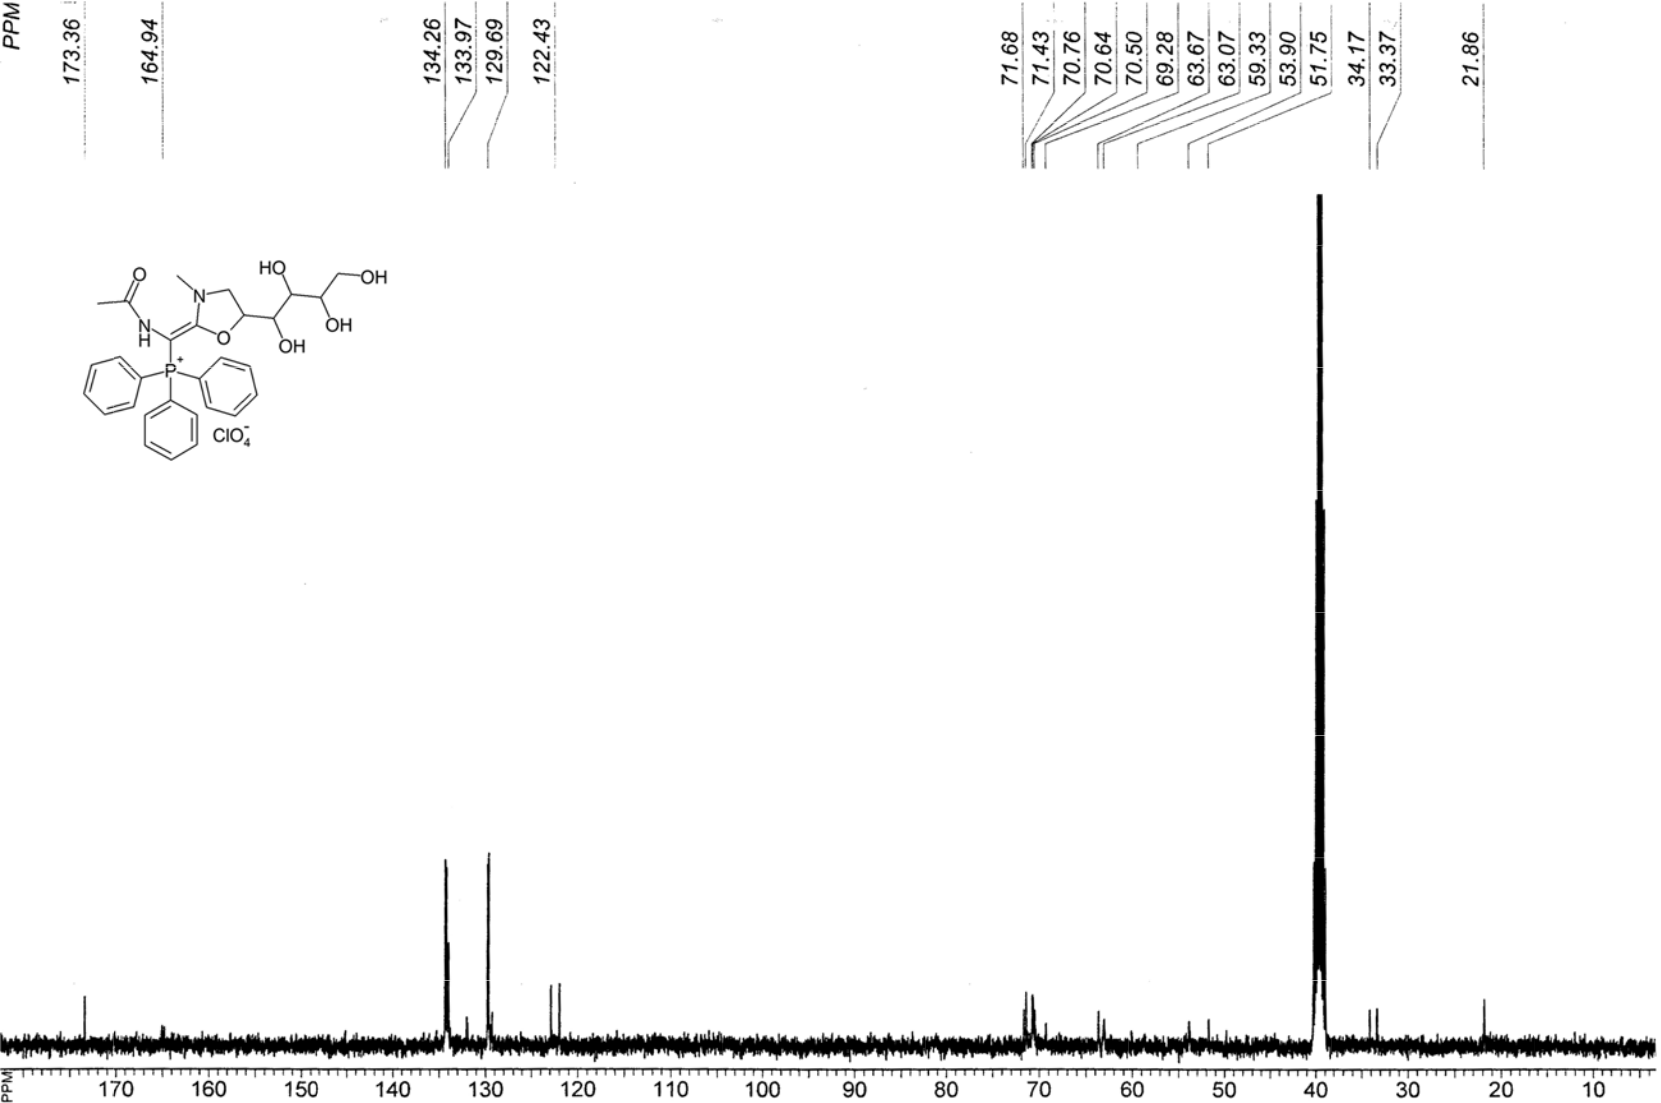 PPM
173.36
164.94
134.26
133.97
129.69
122.43
71.68
71.43
70.76
70.64
70.50
69.28
63.67
63.07
59.33
53.90
51.75
34.17
33.37
21.86
O
HO
OH
N
N
H
O
OH
OH
P+
ClO4-
PPM
170 160 150 140 130 120 110 100 90 80 70 60 50 40 30 20 10